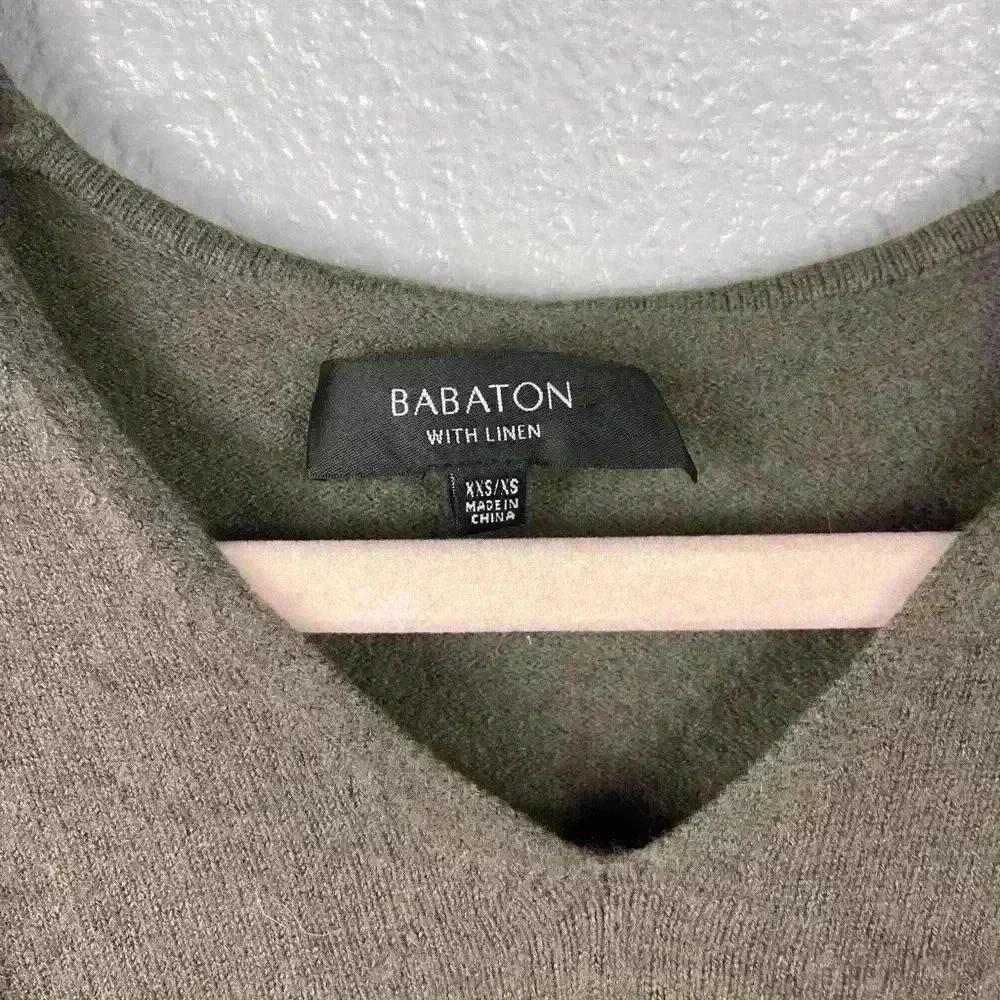 BABATON
WITH LINEN
XXS/XS
MADE IN
CHINA